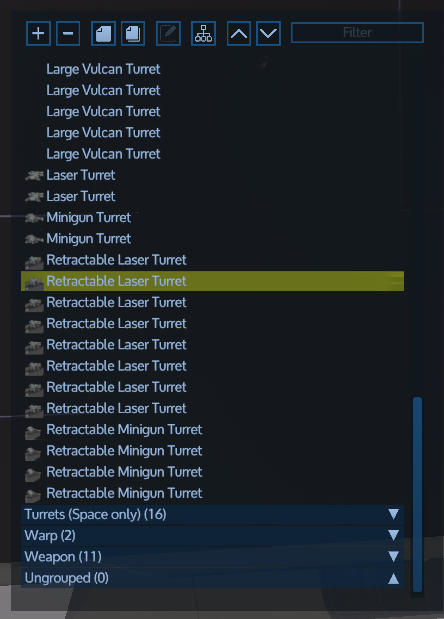 Filter
Large Vulcan Turret
Large Vulcan Turret
Large Vulcan Turret
Large Vulcan Turret
Large Vulcan Turret
Laser Turret
Laser Turret
Minigun Turret
Minigun Turret
Retractable Laser Turret
Retractable Laser Turret
Retractable Laser Turret
Retractable Laser Turret
Retractable Laser Turret
Retractable Laser Turret
Retractable Laser Turret
Retractable Laser Turret
Retractable Minigun Turret
Retractable Minigun Turret
Retractable Minigun Turret
Retractable Minigun Turret
Turrets (Space only) (16)
Warp (2)
Weapon (11)
Ungrouped (0)